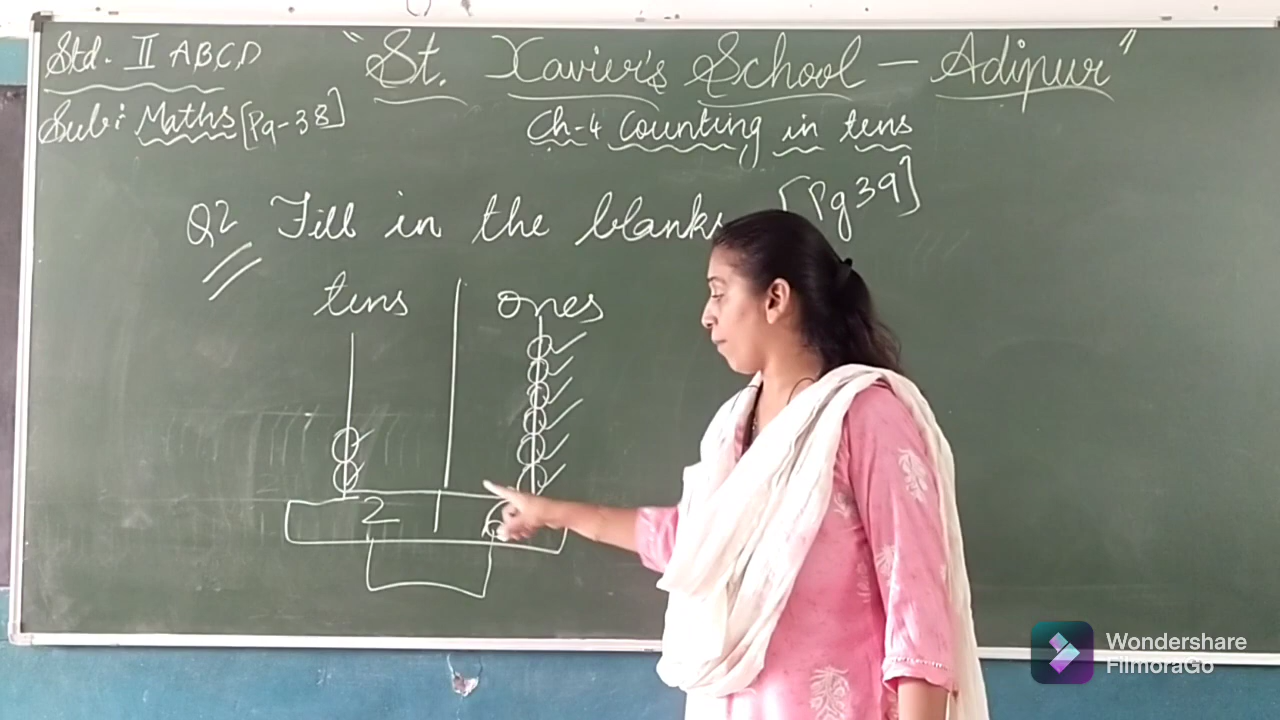 Std. II ABCD
"St. Xavier's School - Adipur"
Sub: Maths [Pg-38]
Ch-4 Counting in tens
Q2 Fill in the blanks [Pg 39]
tens ones
2
Wondershare
FilmoraGo